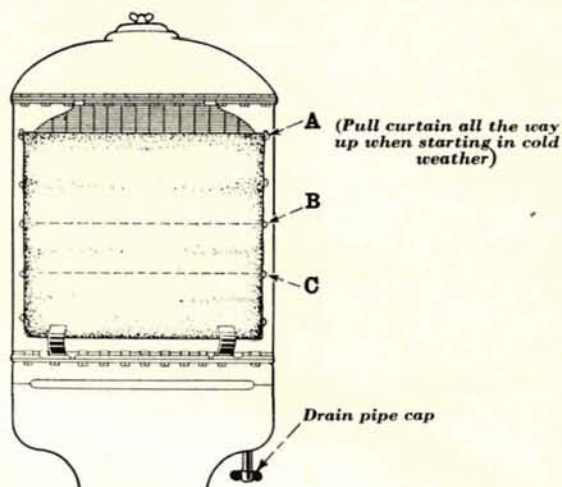 A
(Pull curtain all the way
up when starting in cold
weather)
B
C
Drain pipe cap